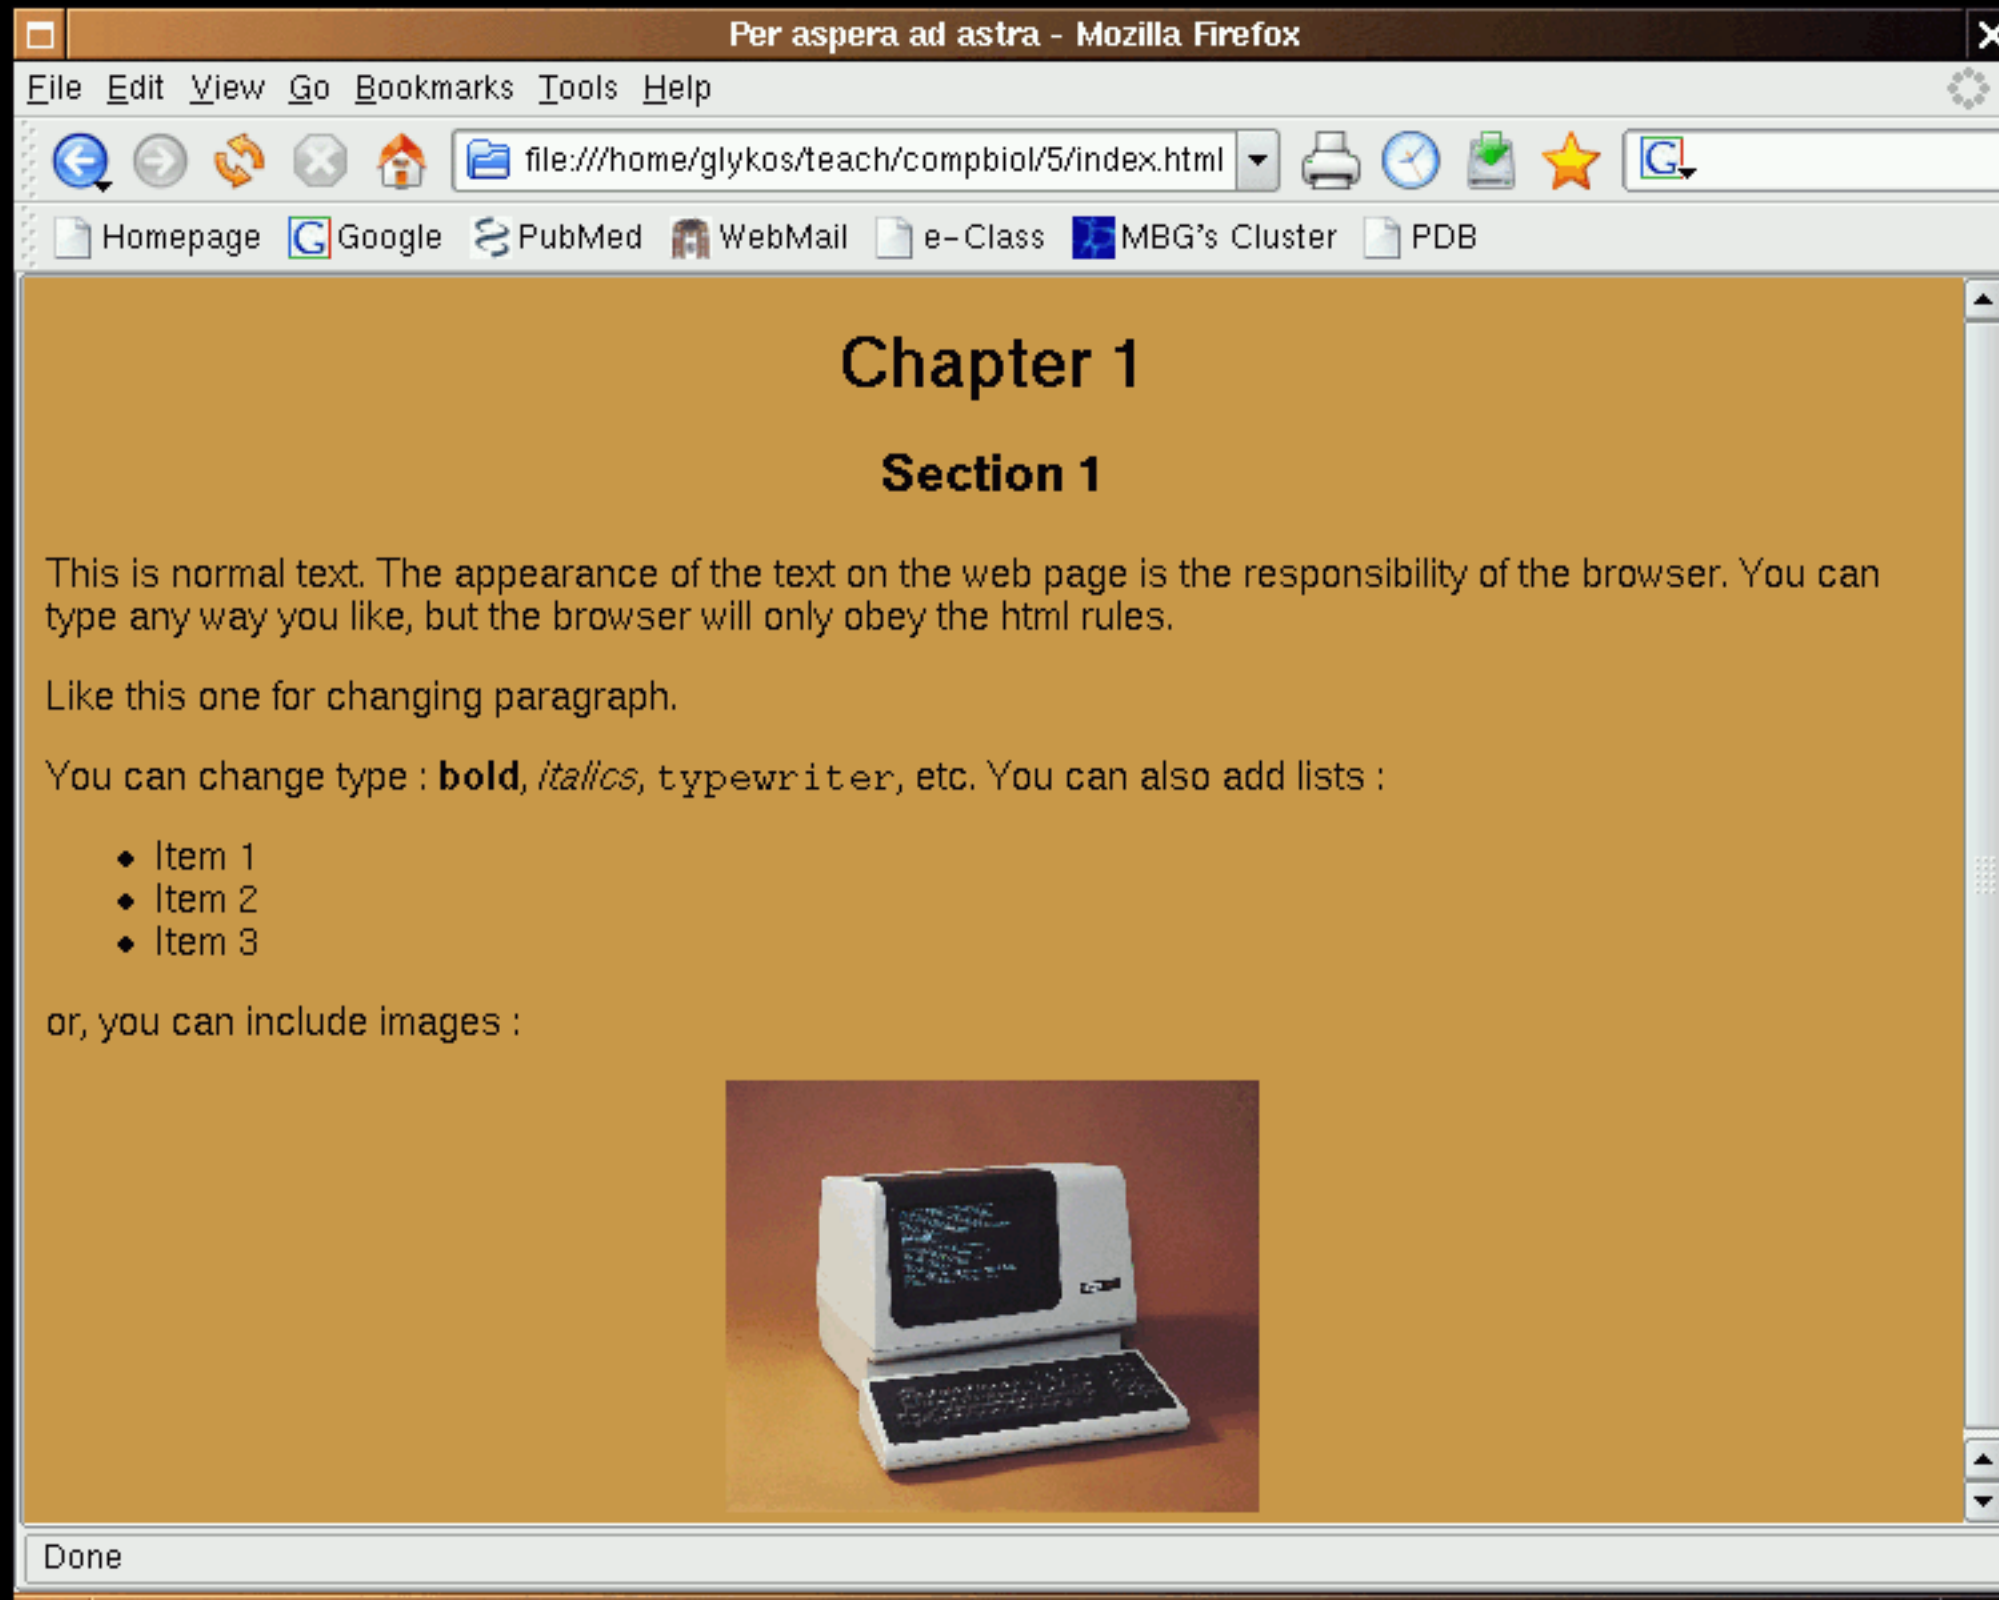 Per aspera ad astra - Mozilla Firefox
File Edit View Go Bookmarks Tools Help
file:///home/glykos/teach/compbiol/5/index.html
Homepage Google PubMed WebMail e-Class MBG's Cluster PDB
Chapter 1
Section 1
This is normal text. The appearance of the text on the web page is the responsibility of the browser. You can
type any way you like, but the browser will only obey the html rules.
Like this one for changing paragraph.
You can change type : bold, italics, typewriter, etc. You can also add lists :
• Item 1
• Item 2
• Item 3
or, you can include images :
Done